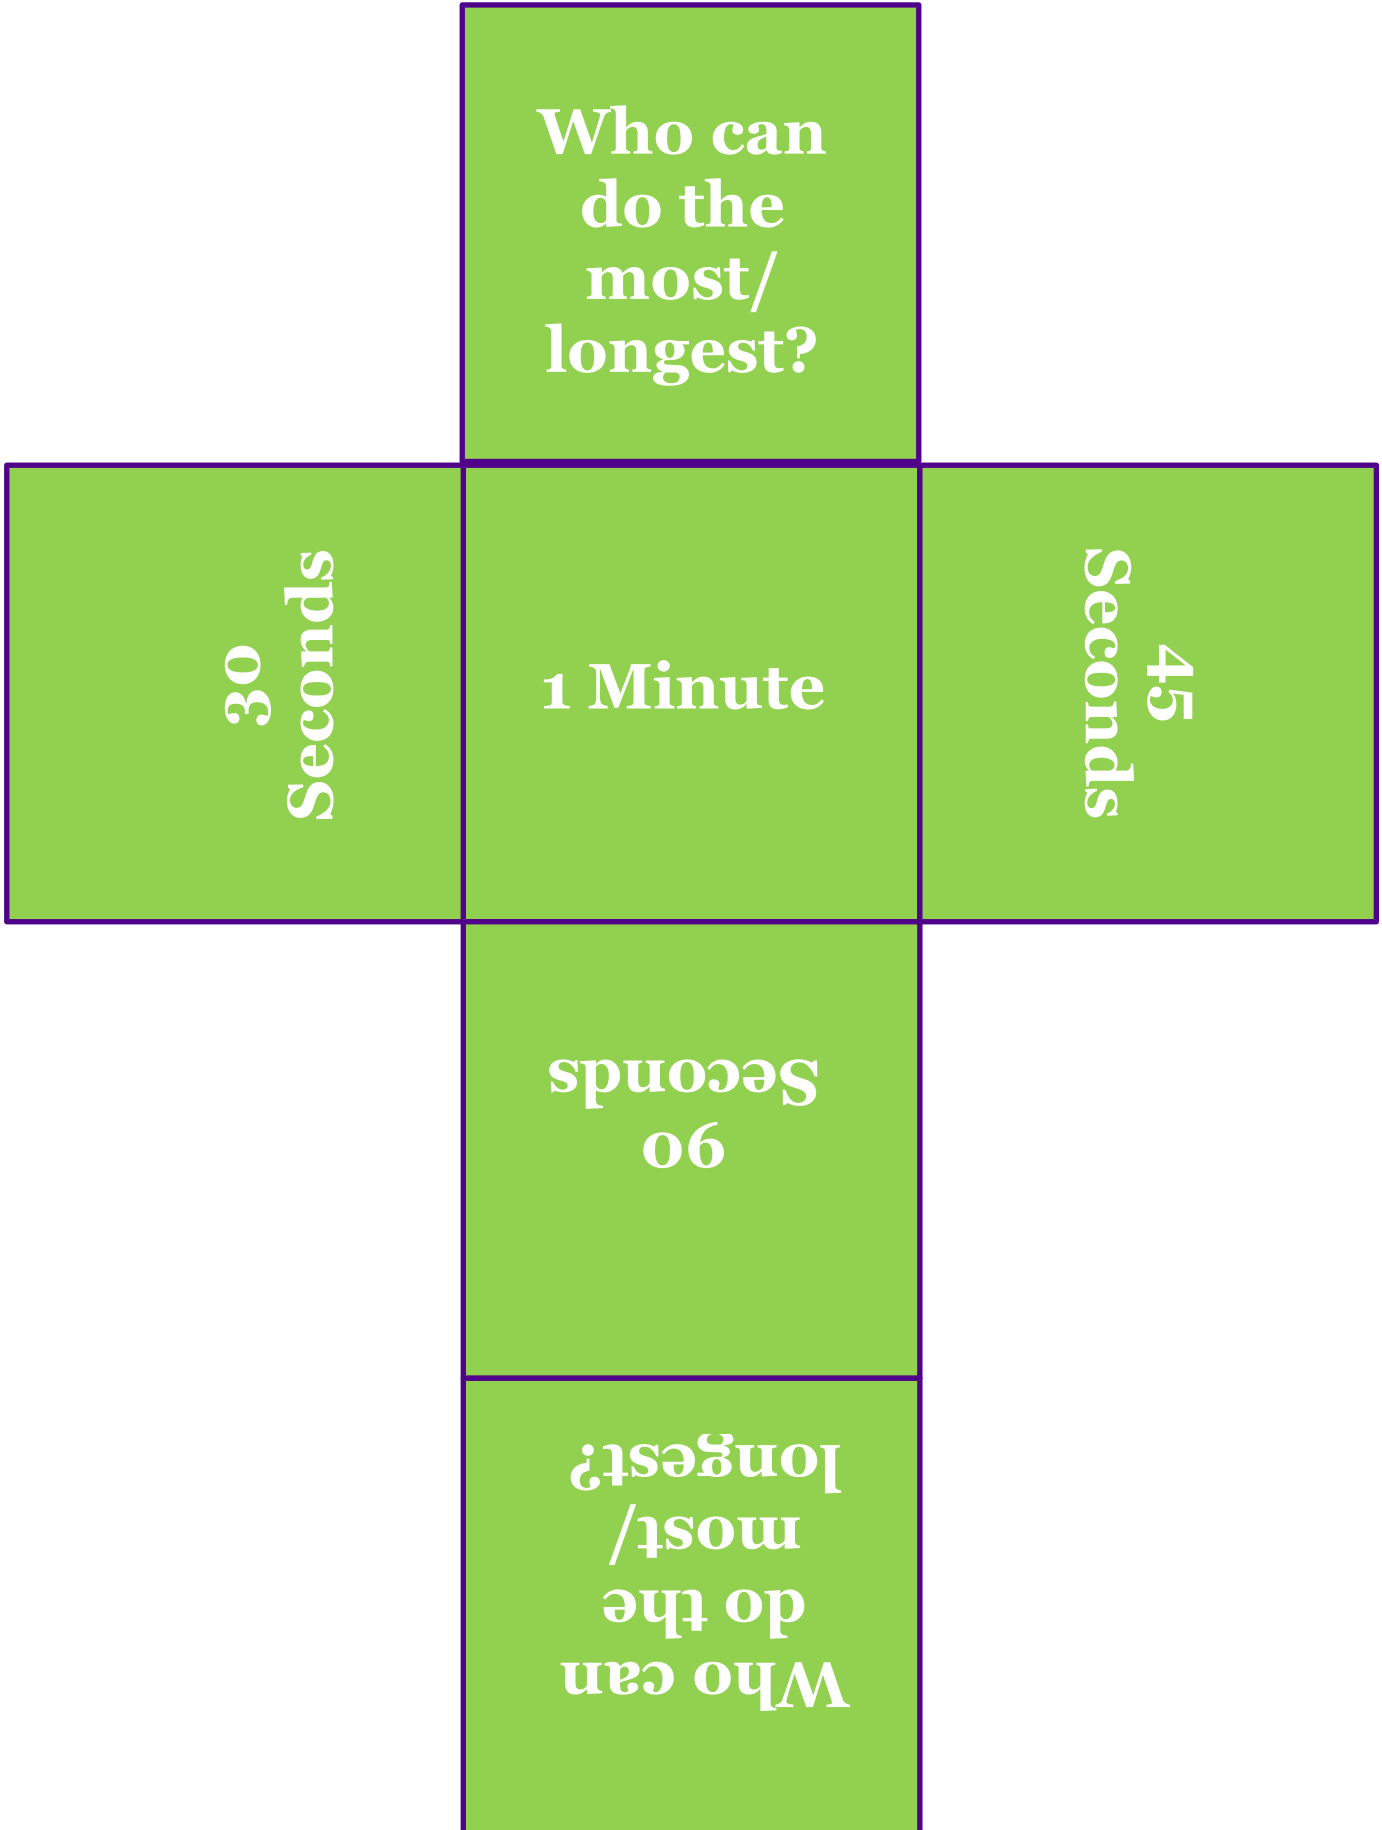 Who can
do the
most/
longest?
30
Seconds
1 Minute
45
Seconds
90
Seconds
Who can
do the
most/
longest?